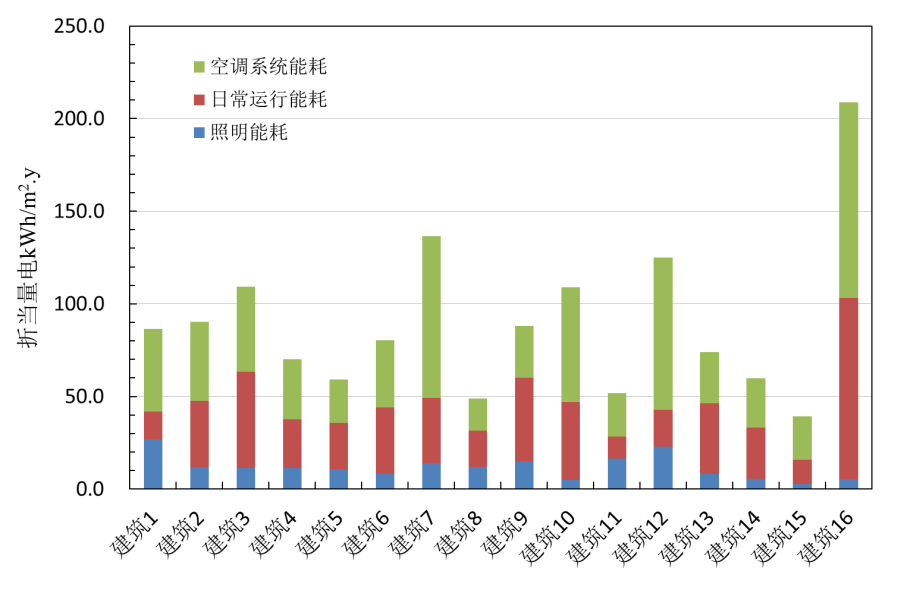 250.0
200.0
150.0
100.0
50.0
0.0
折当量电kWh/m².y
空调系统能耗
日常运行能耗
照明能耗
建筑1
建筑2
建筑3
建筑4
建筑5
建筑6
建筑7
建筑8
建筑9
建筑10
建筑11
建筑12
建筑13
建筑14
建筑15
建筑16